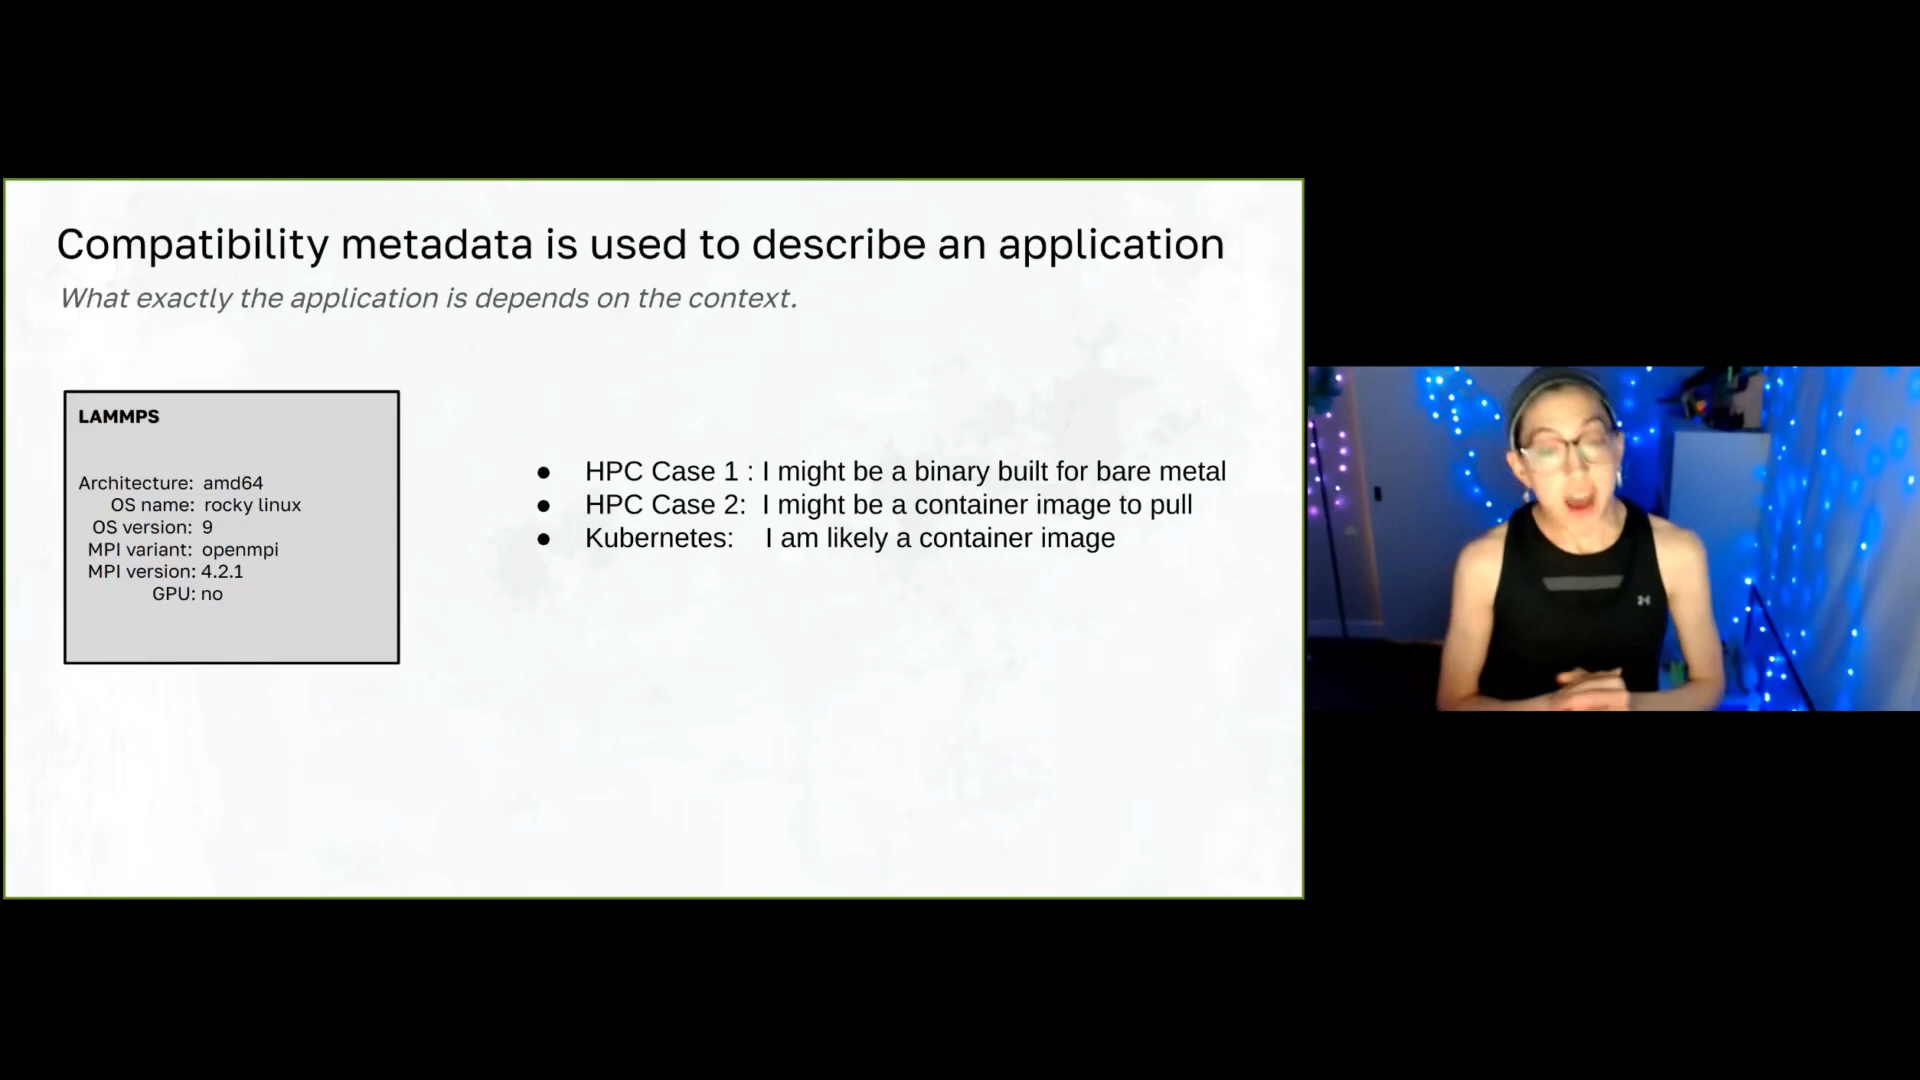 Compatibility metadata is used to describe an application
What exactly the application is depends on the context.
LAMMPS
Architecture: amd64
OS name: rocky linux
OS version: 9
MPI variant: openmpi
MPI version: 4.2.1
GPU: no
● HPC Case 1 : I might be a binary built for bare metal
● HPC Case 2: I might be a container image to pull
● Kubernetes: I am likely a container image